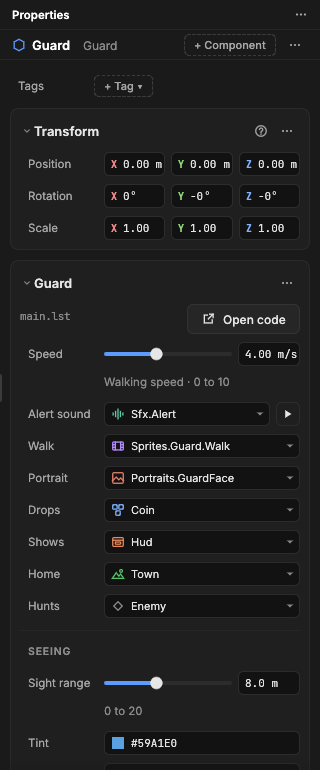 Properties
Guard Guard + Component
Tags + Tag
Transform
Position X 0.00 m Y 0.00 m Z 0.00 m
Rotation X 0° Y -0° Z -0°
Scale X 1.00 Y 1.00 Z 1.00
Guard
main.lst Open code
Speed 4.00 m/s
Walking speed · 0 to 10
Alert sound Sfx.Alert
Walk Sprites.Guard.Walk
Portrait Portraits.GuardFace
Drops Coin
Shows Hud
Home Town
Hunts Enemy
SEEING
Sight range 8.0 m
0 to 20
Tint #59A1E0